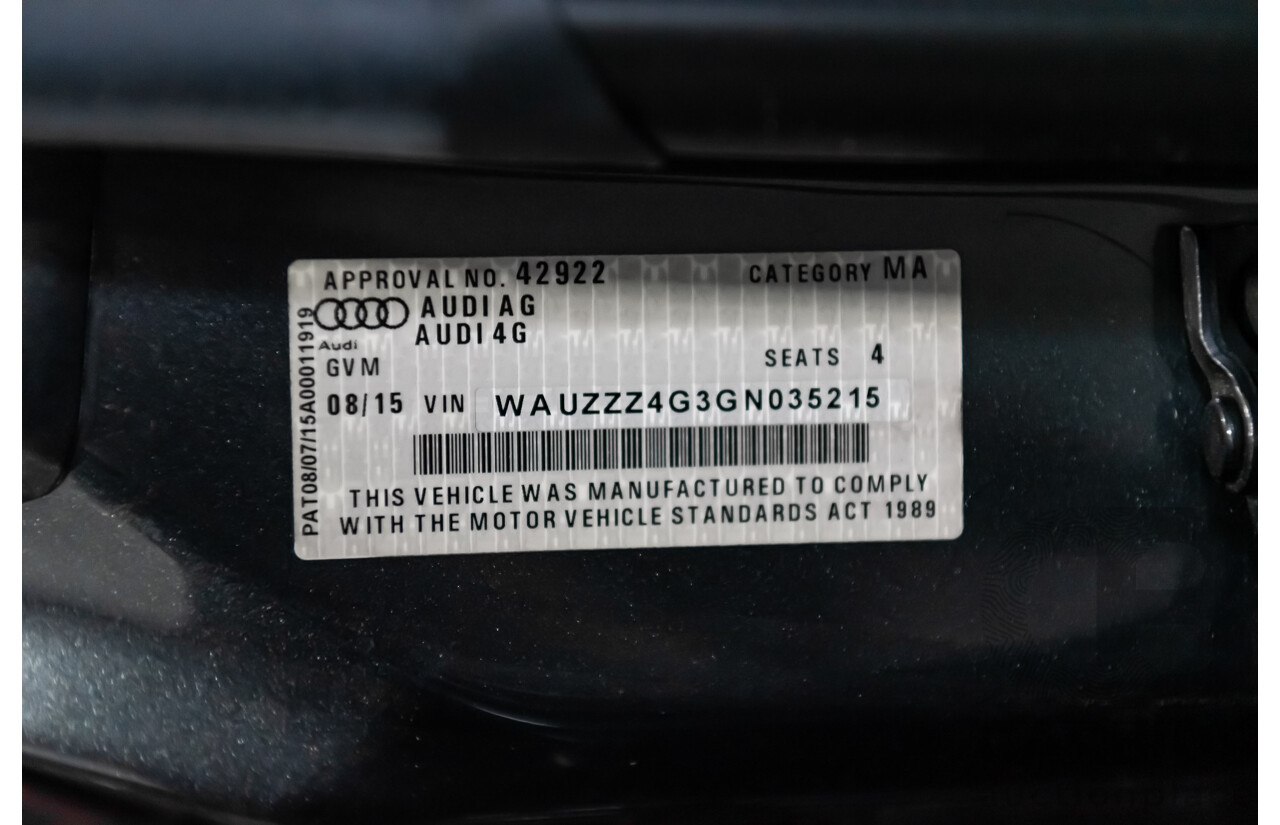 APPROVAL NO. 42922 CATEGORY MA
AUDI AG
AUDI 4G
Audi
GVM SEATS 4
08/15 VIN WAUZZZ4G3GN035215
THIS VEHICLE WAS MANUFACTURED TO COMPLY
WITH THE MOTOR VEHICLE STANDARDS ACT 1989
PAT08/07/15A00011919